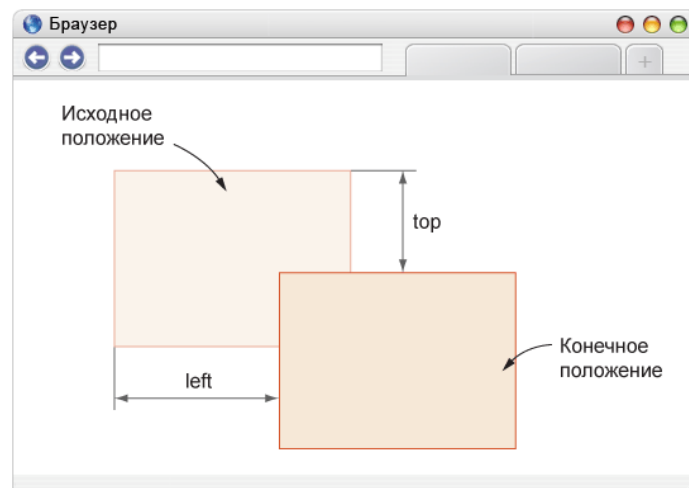 Браузер
Исходное
положение
top
left
Конечное
положение